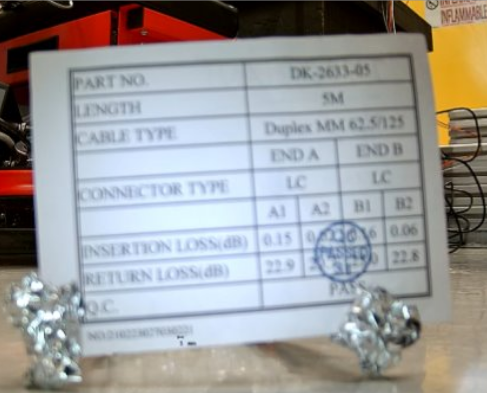 INFLAMMABLE
PART NO. DK-2633-05
LENGTH 5M
CABLE TYPE Duplex MM 62.5/125
END A END B
CONNECTOR TYPE LC LC
A1 A2 B1 B2
INSERTION LOSS(dB) 0.15 0.06
RETURN LOSS(dB) 22.9 22.8
Q.C. PASS
PASSED